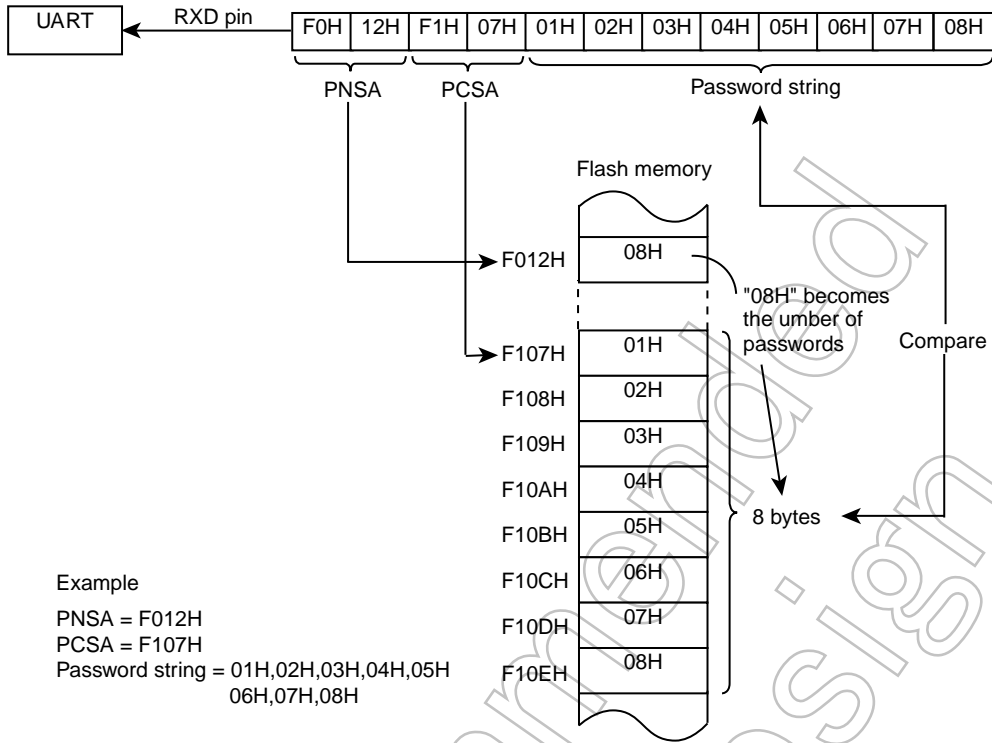 UART
RXD pin
F0H 12H F1H 07H 01H 02H 03H 04H 05H 06H 07H 08H
PNSA PCSA Password string
Flash memory
F012H 08H
"08H" becomes
the umber of
passwords
Compare
F107H 01H
F108H 02H
F109H 03H
F10AH 04H
F10BH 05H
8 bytes
F10CH 06H
F10DH 07H
F10EH 08H
Example
PNSA = F012H
PCSA = F107H
Password string = 01H,02H,03H,04H,05H
06H,07H,08H